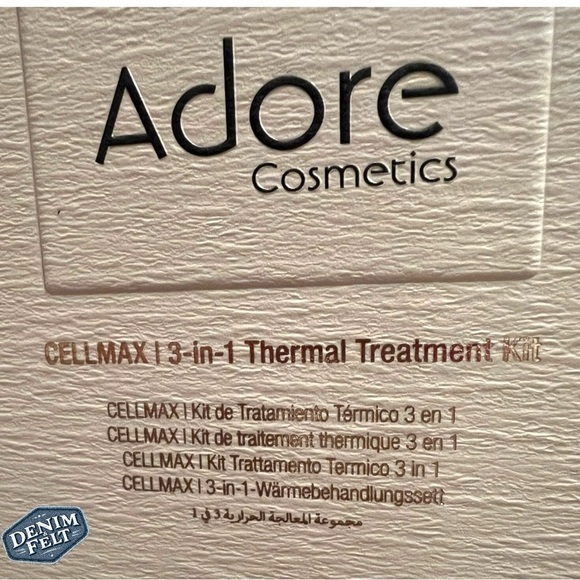 Adore
Cosmetics
CELLMAX | 3-in-1 Thermal Treatment Kit
CELLMAX | Kit de Tratamiento Térmico 3 en 1
CELLMAX | Kit de traitement thermique 3 en 1
CELLMAX | Kit Trattamento Termico 3 in 1
CELLMAX | 3-in-1-Wärmebehandlungssett
مجموعة المعالجة الحرارية 3 في 1
DENIM
& FELT